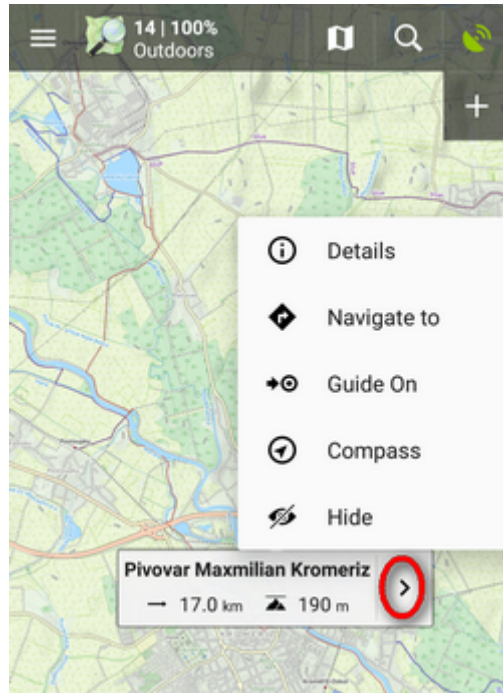 14 | 100%
Outdoors
Details
Navigate to
Guide On
Compass
Hide
Pivovar Maxmilian Kromeriz
17.0 km 190 m